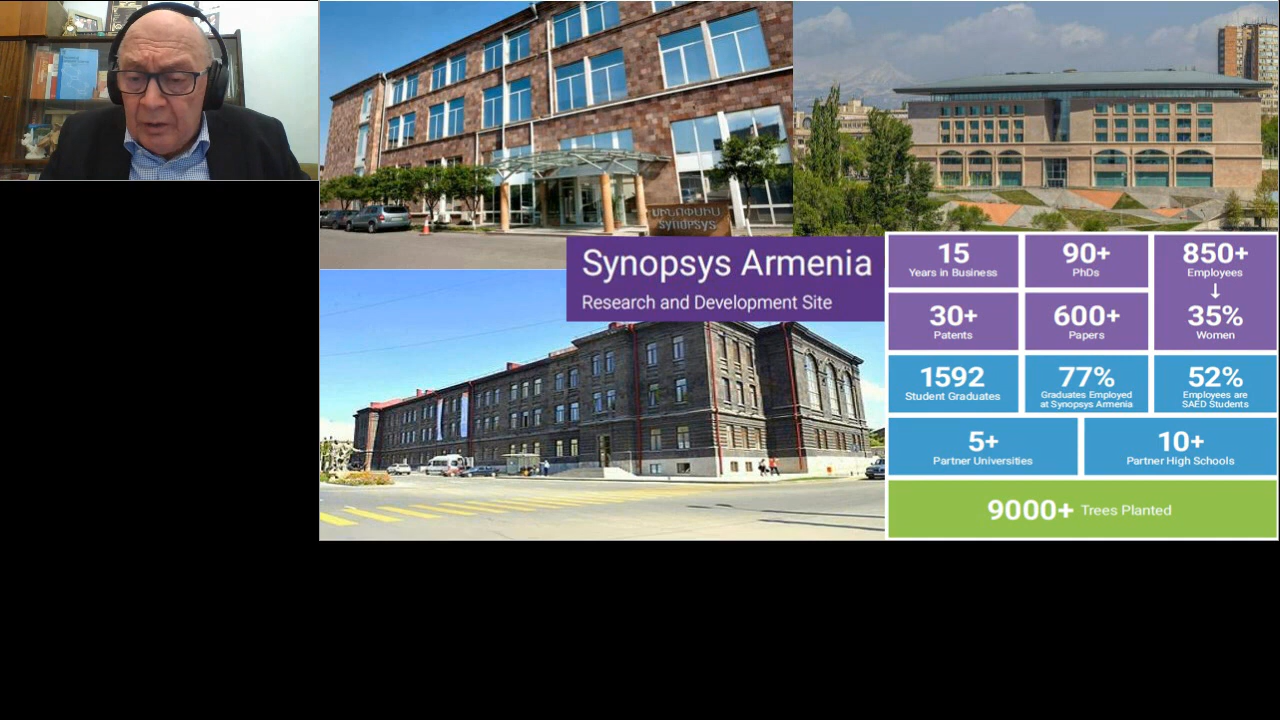 ՍԻՆՈՓՍԻՍ
SYNOPSYS
Synopsys Armenia
Research and Development Site
15
Years in Business
90+
PhDs
850+
Employees
↓
35%
Women
30+
Patents
600+
Papers
1592
Student Graduates
77%
Graduates Employed
at Synopsys Armenia
52%
Employees are
SAED Students
5+
Partner Universities
10+
Partner High Schools
9000+ Trees Planted